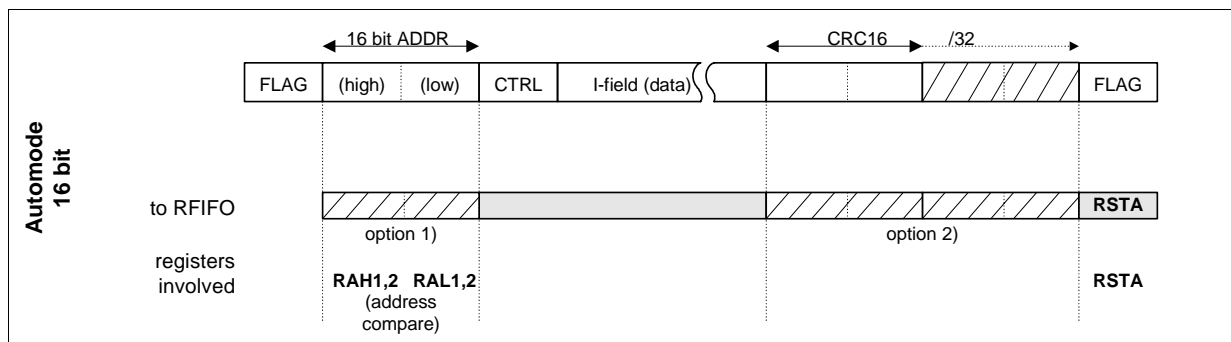 16 bit ADDR CRC16 /32
FLAG (high) (low) CTRL I-field (data) FLAG
Automode
16 bit
to RFIFO RSTA
option 1) option 2)
registers
involved
RAH1,2 RAL1,2 RSTA
(address
compare)